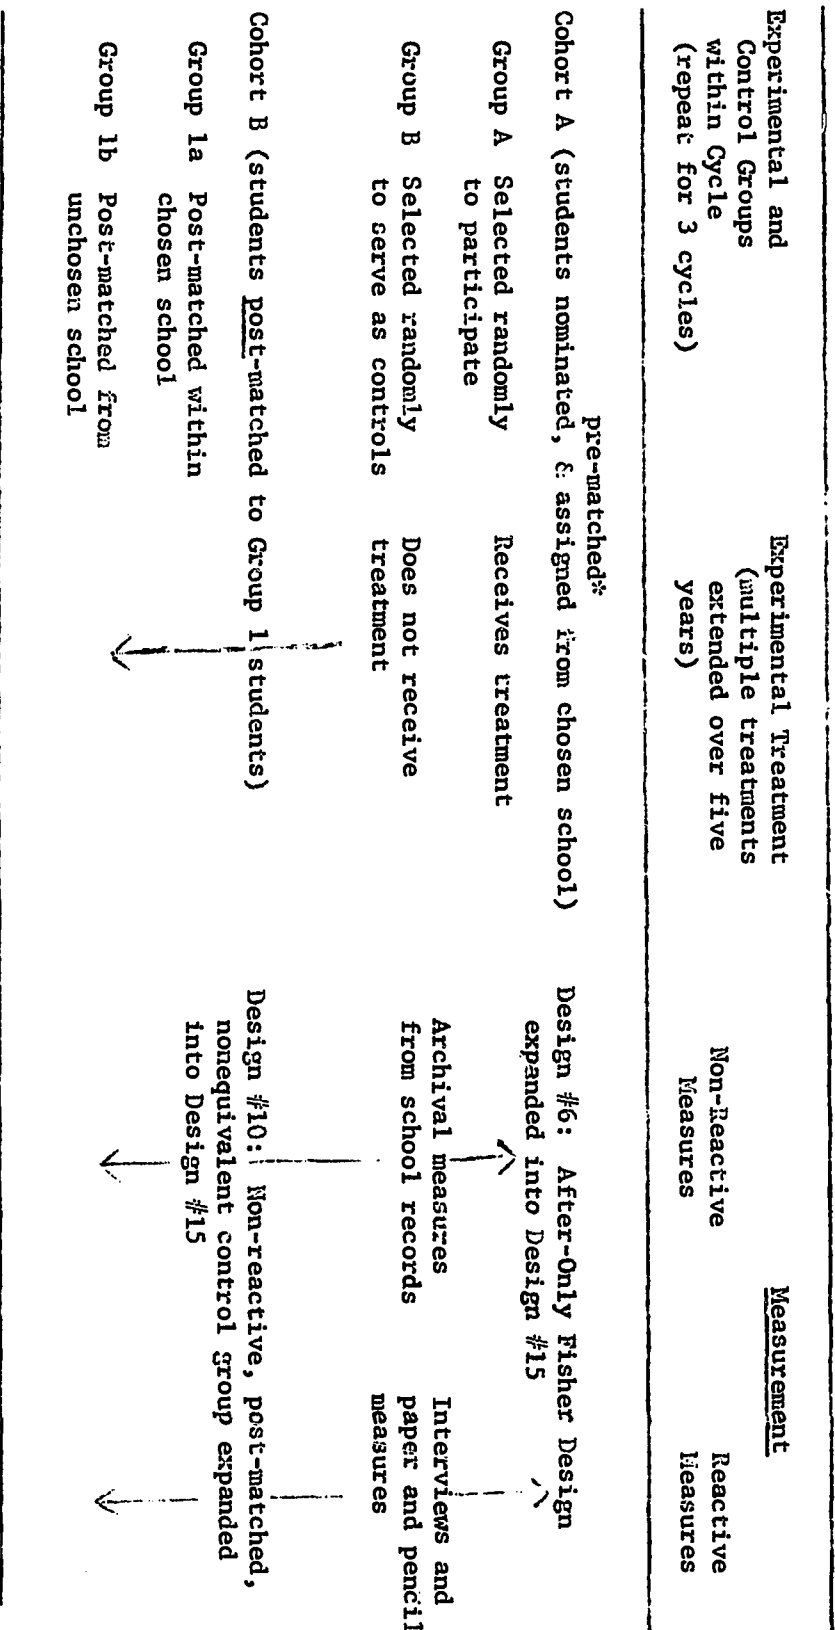 Measurement
Experimental and
Control Groups
within Cycle
(repeat for 3 cycles)
Experimental Treatment
(multiple treatments
extended over five
years)
Non-Reactive
Measures
Reactive
Measures
pre-matched*
Cohort A (students nominated, & assigned from chosen school)
Design #6: After-Only Fisher Design
expanded into Design #15
Group A Selected randomly
to participate
Receives treatment
Group B Selected randomly
to serve as controls
Does not receive
treatment
Archival measures
from school records
Interviews and
paper and pencil
measures
Cohort B (students post-matched to Group 1 students)
Design #10: Non-reactive, post-matched,
nonequivalent control group expanded
into Design #15
Group 1a Post-matched within
chosen school
Group 1b Post-matched from
unchosen school